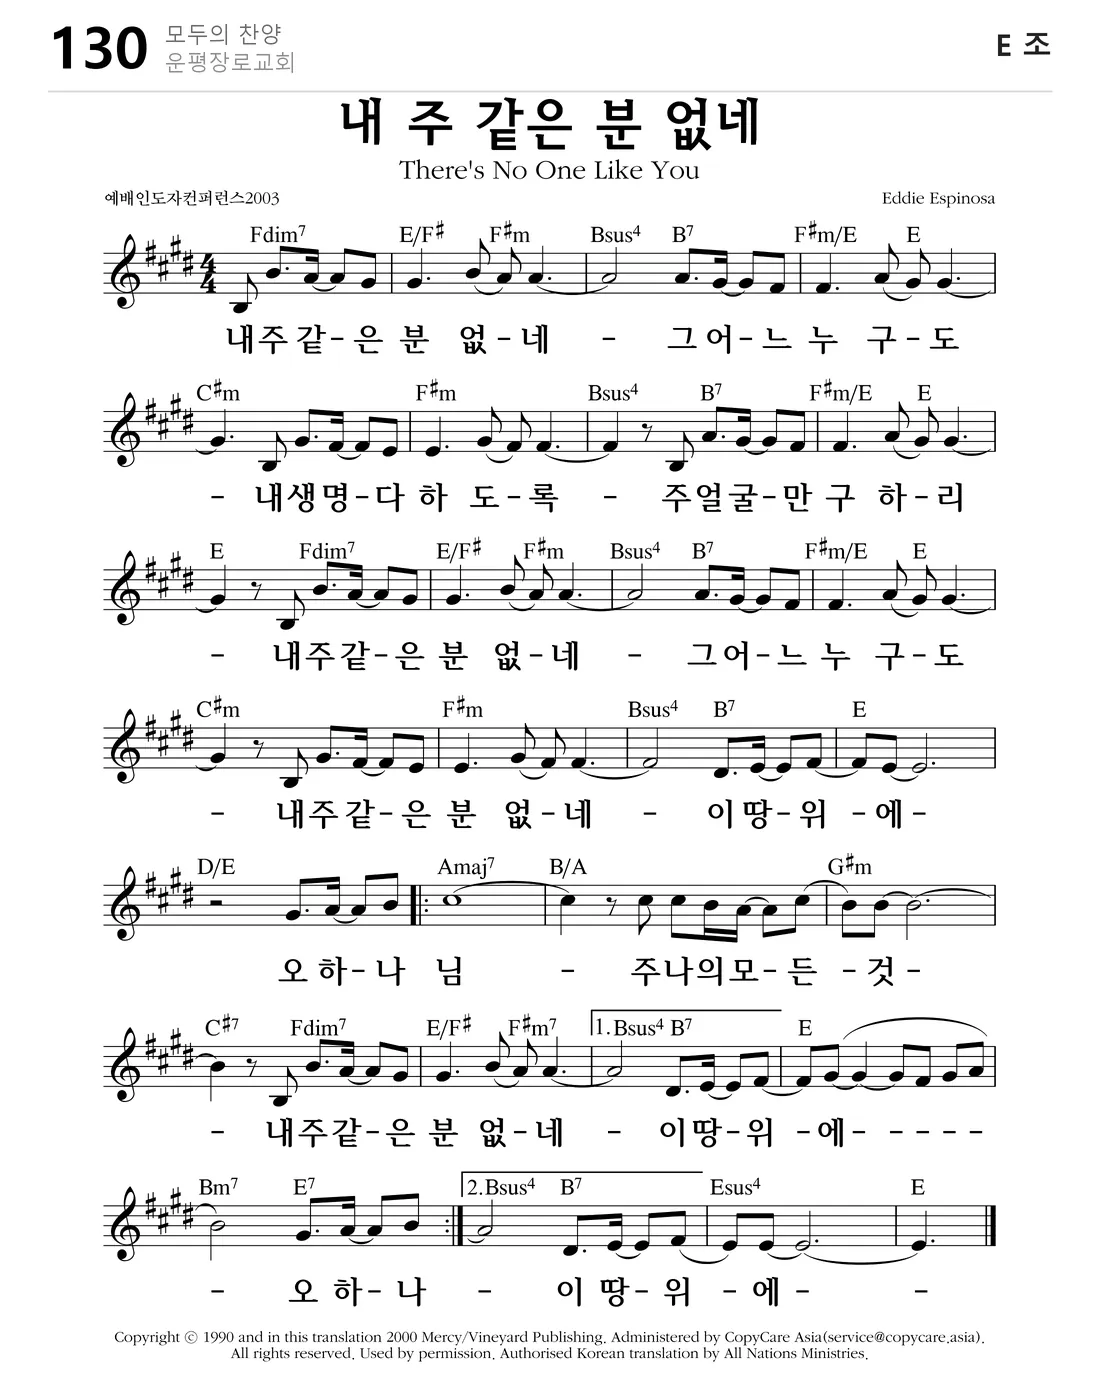 130 모두의 찬양
운평장로교회
E 조
내 주 같은 분 없네
There's No One Like You
예배인도자컨퍼런스2003 Eddie Espinosa
Fdim7 E/F# F#m Bsus4 B7 F#m/E E
내주같-은 분 없-네 - 그어-느 누 구-도
C#m F#m Bsus4 B7 F#m/E E
- 내생명-다 하 도-록 - 주얼굴-만 구 하-리
E Fdim7 E/F# F#m Bsus4 B7 F#m/E E
- 내주같-은 분 없-네 - 그어-느 누 구-도
C#m F#m Bsus4 B7 E
- 내주같-은 분 없-네 - 이땅-위 -에-
D/E Amaj7 B/A G#m
오 하-나 님 - 주나의모-든 -것-
C#7 Fdim7 E/F# F#m7 1. Bsus4 B7 E
- 내주같-은 분 없-네 - 이땅-위 -에- - - - -
Bm7 E7 2. Bsus4 B7 Esus4 E
- 오 하-나 - 이 땅-위 -에- -
Copyright ⓒ 1990 and in this translation 2000 Mercy/Vineyard Publishing. Administered by CopyCare Asia(service@copycare.asia).
All rights reserved. Used by permission. Authorised Korean translation by All Nations Ministries.